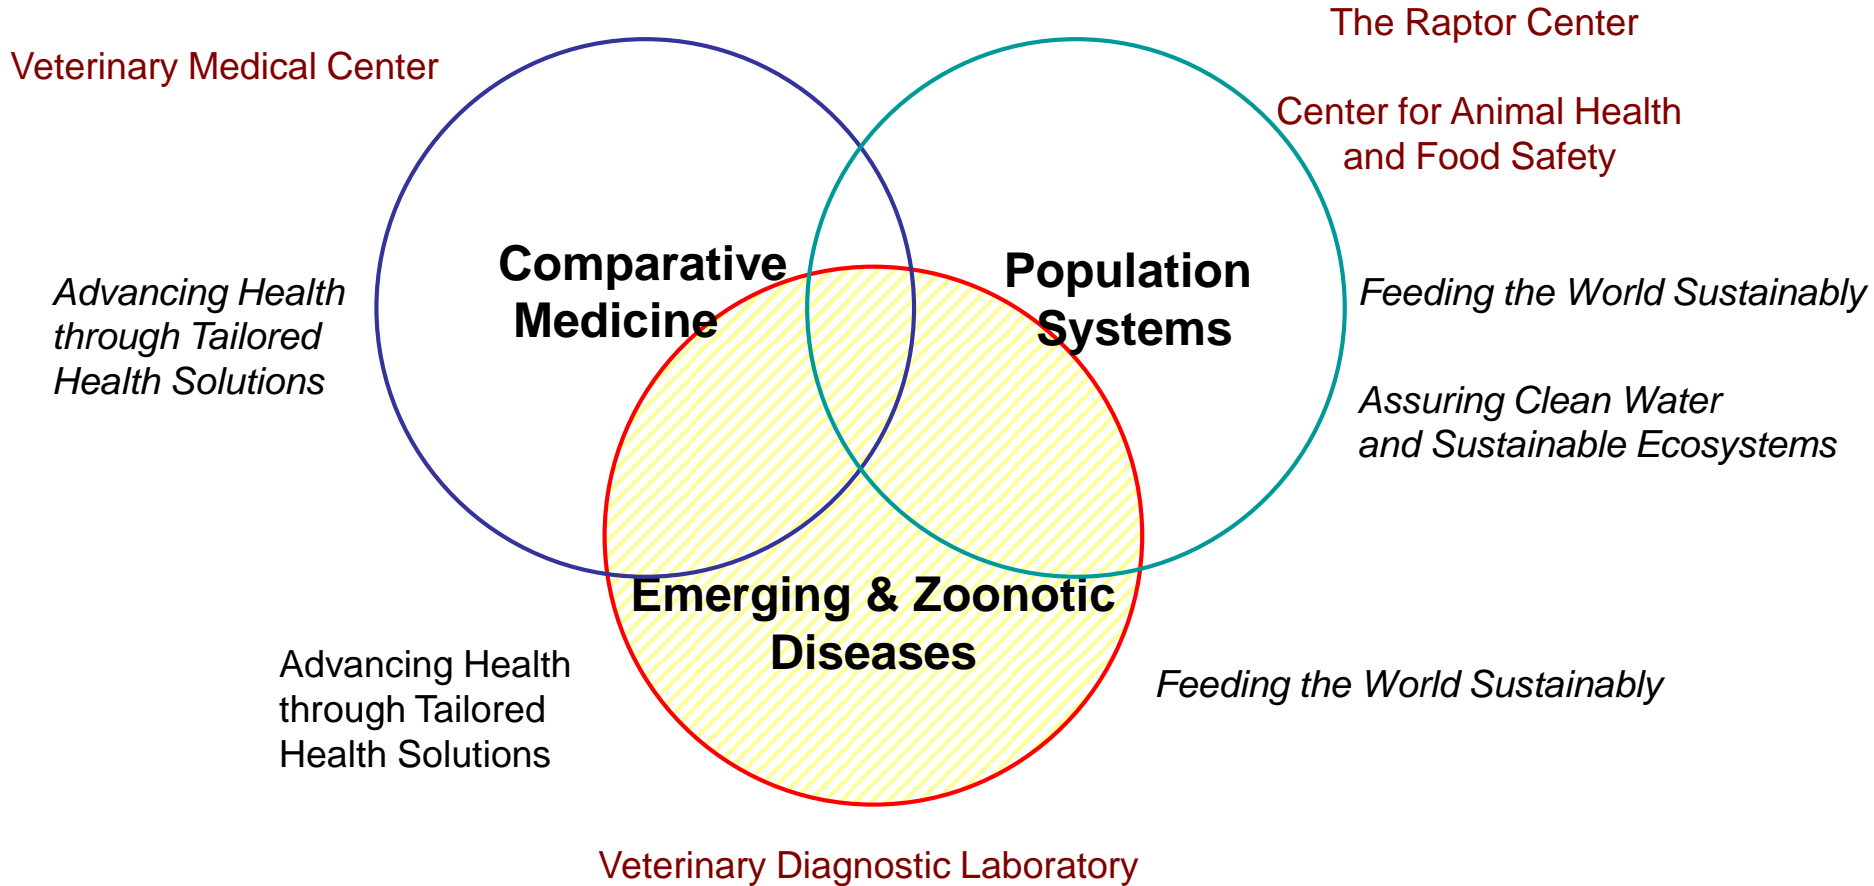 The Raptor Center
Veterinary Medical Center
Center for Animal Health
and Food Safety
Comparative
Medicine
Population
Systems
Advancing Health
through Tailored
Health Solutions
Feeding the World Sustainably
Assuring Clean Water
and Sustainable Ecosystems
Emerging & Zoonotic
Diseases
Advancing Health
through Tailored
Health Solutions
Feeding the World Sustainably
Veterinary Diagnostic Laboratory